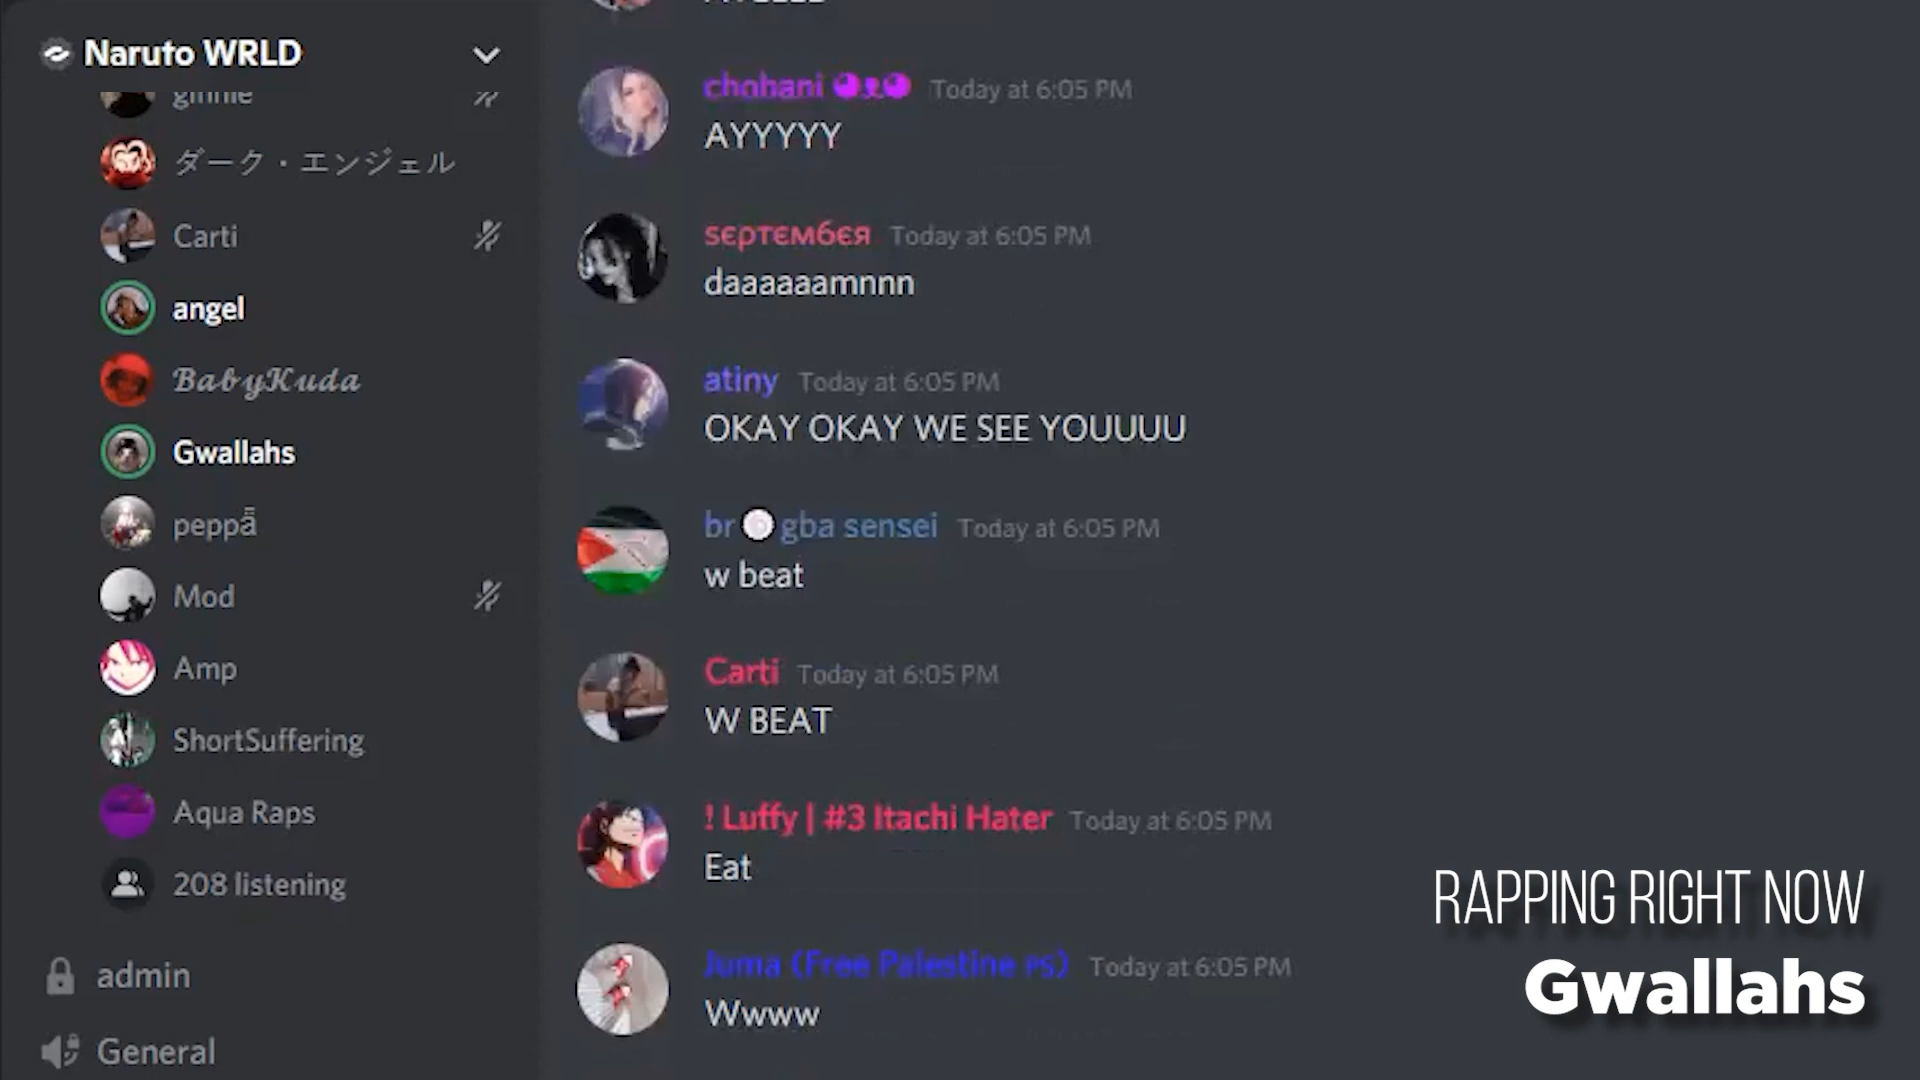 Naruto WRLD
ginnie
ダーク・エンジェル
Carti
angel
𝓑𝓪𝓫𝔂𝓚𝓾𝓭𝓪
Gwallahs
peppã̈
Mod
Amp
ShortSuffering
Aqua Raps
208 listening
admin
General
chohani Today at 6:05 PM
AYYYYY
ѕєρтємбєя Today at 6:05 PM
daaaaaamnnn
atiny Today at 6:05 PM
OKAY OKAY WE SEE YOUUUU
br🍥gba sensei Today at 6:05 PM
w beat
Carti Today at 6:05 PM
W BEAT
! Luffy | #3 Itachi Hater Today at 6:05 PM
Eat
Juma (Free Palestine ᴘs) Today at 6:05 PM
Wwww
RAPPING RIGHT NOW
Gwallahs